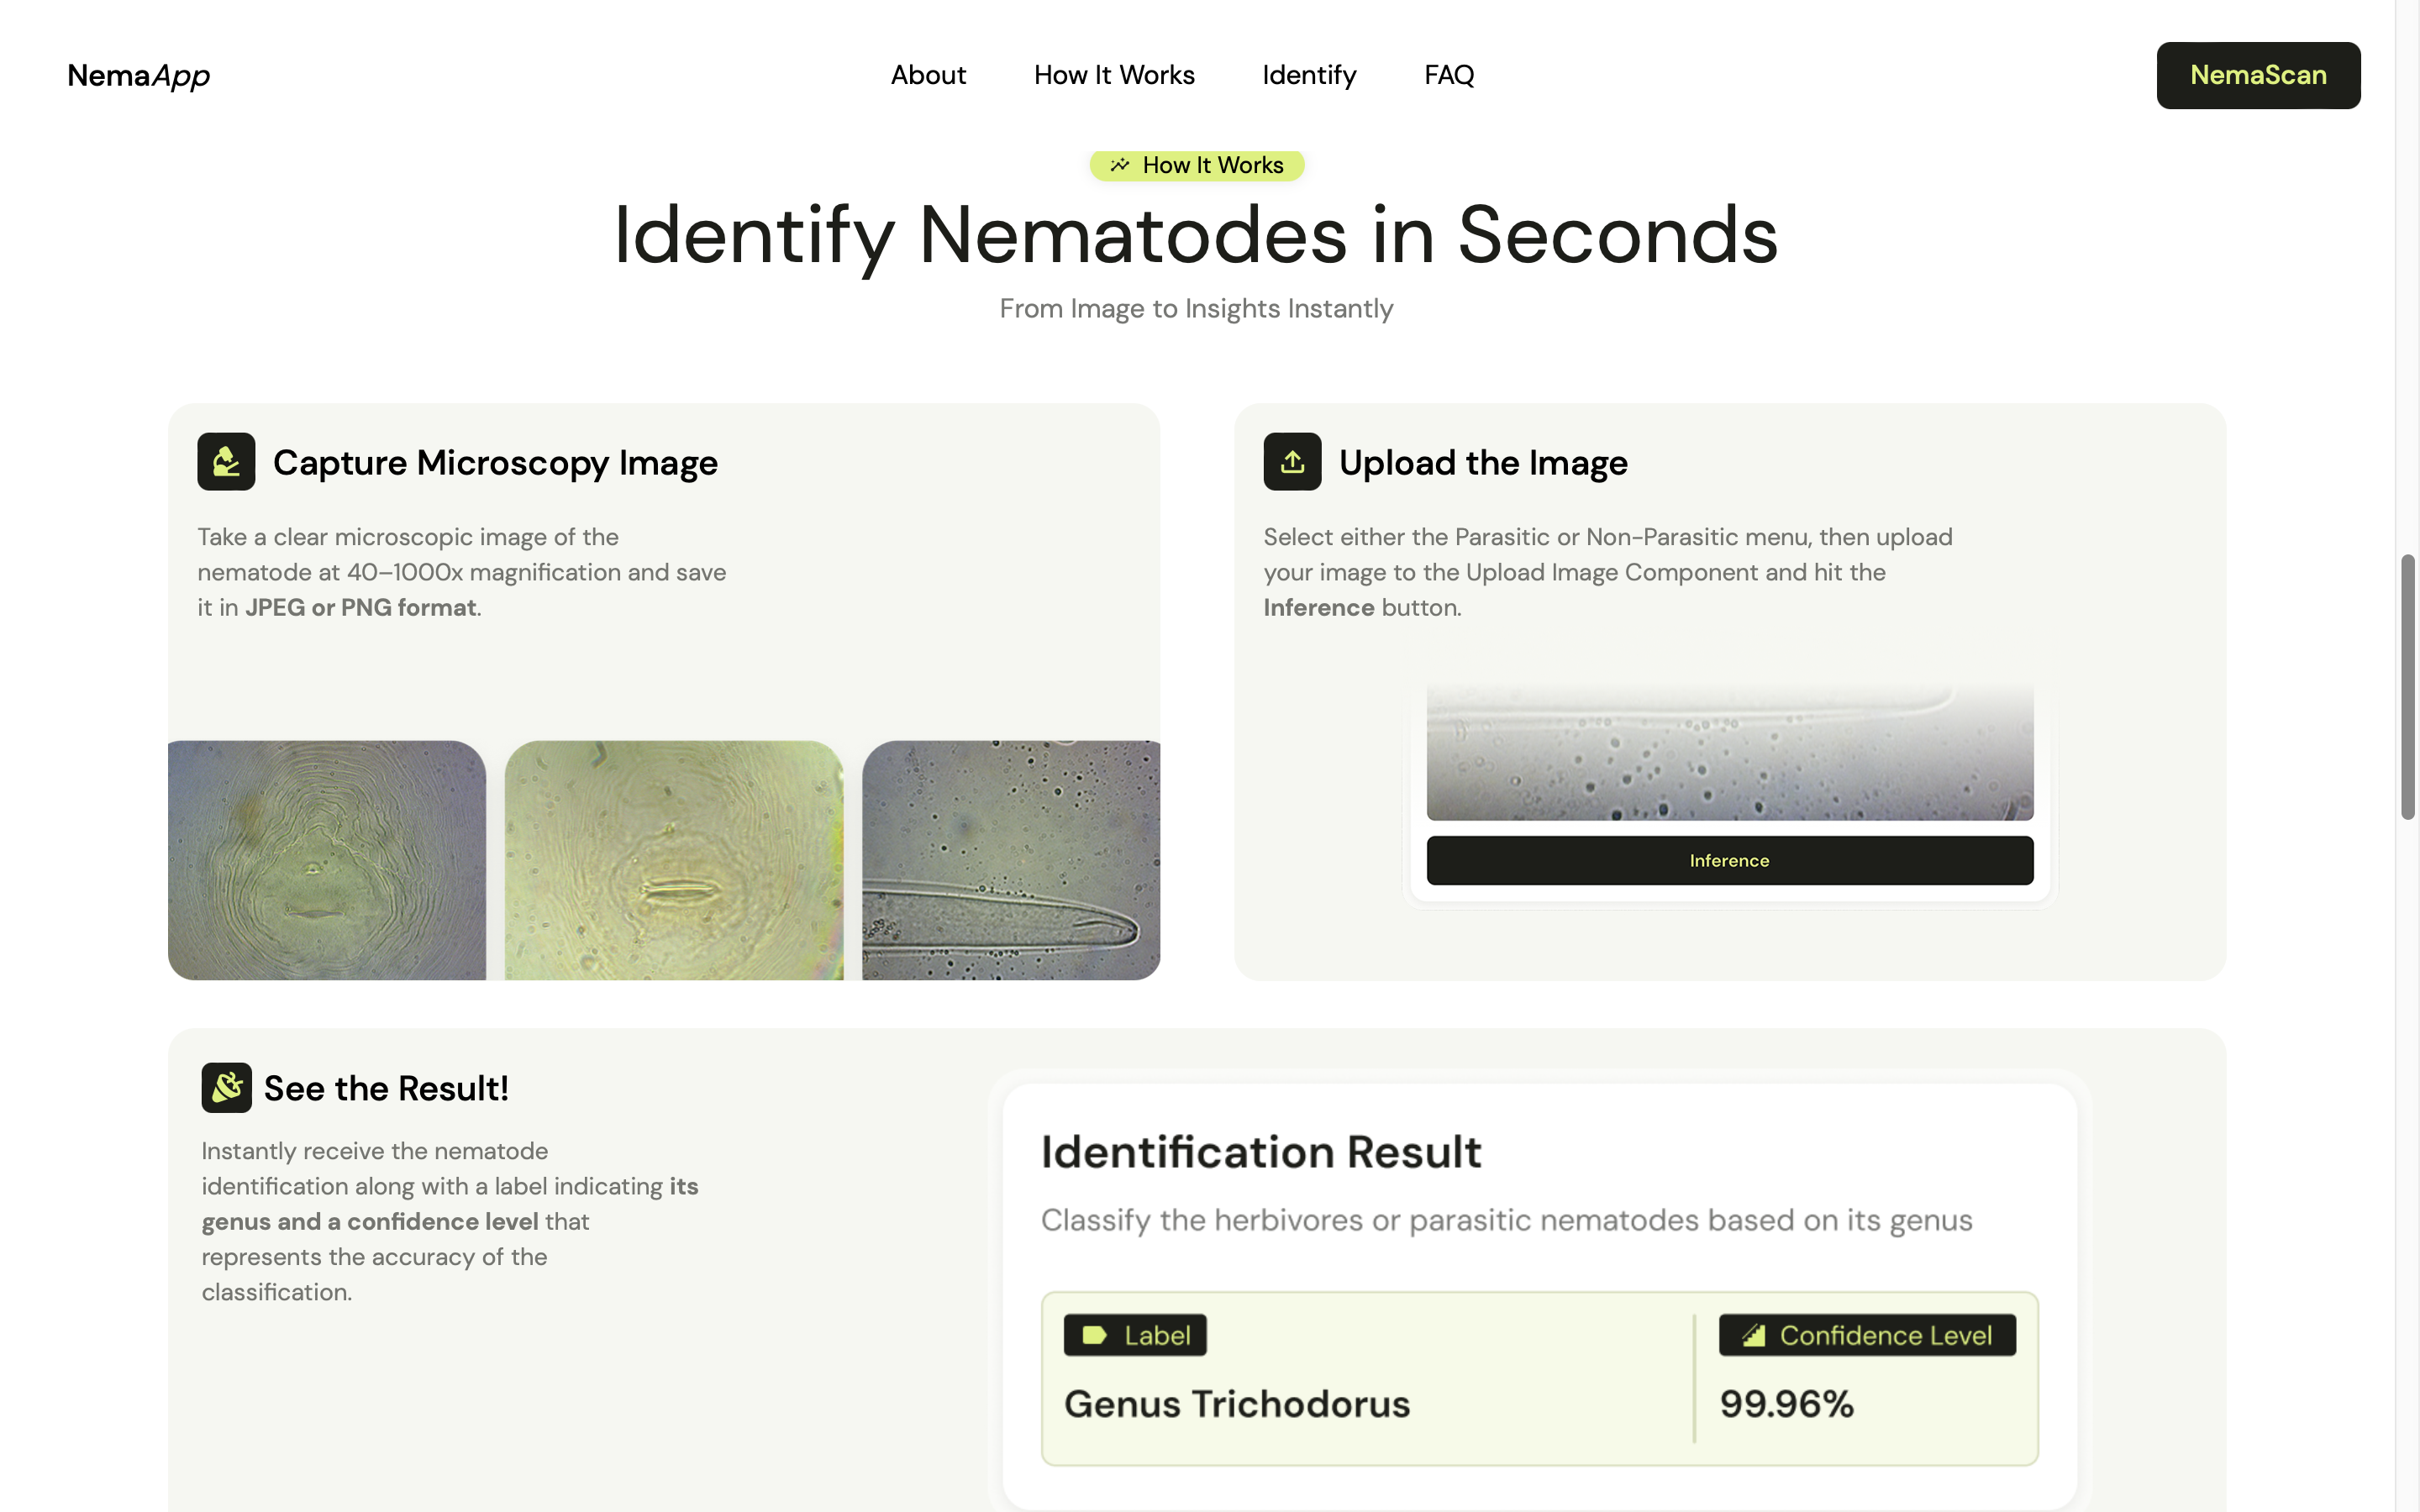 NemaApp
About
How It Works
Identify
FAQ
NemaScan
How It Works
Identify Nematodes in Seconds
From Image to Insights Instantly
Capture Microscopy Image
Take a clear microscopic image of the
nematode at 40–1000x magnification and save
it in JPEG or PNG format.
Upload the Image
Select either the Parasitic or Non-Parasitic menu, then upload
your image to the Upload Image Component and hit the
Inference button.
Inference
See the Result!
Instantly receive the nematode
identification along with a label indicating its
genus and a confidence level that
represents the accuracy of the
classification.
Identification Result
Classify the herbivores or parasitic nematodes based on its genus
Label
Genus Trichodorus
Confidence Level
99.96%